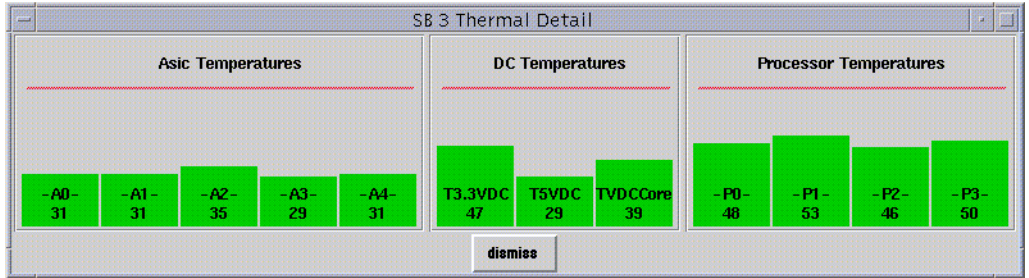 SB 3 Thermal Detail
Asic Temperatures
DC Temperatures
Processor Temperatures
-A0- -A1- -A2- -A3- -A4-
31 31 35 29 31
T3.3VDC T5VDC TVDCCore
47 29 39
-P0- -P1- -P2- -P3-
48 53 46 50
dismiss